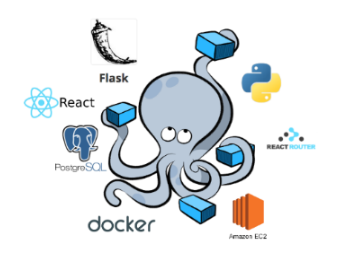 Flask
React
PostgreSQL
REACT ROUTER
docker
Amazon EC2